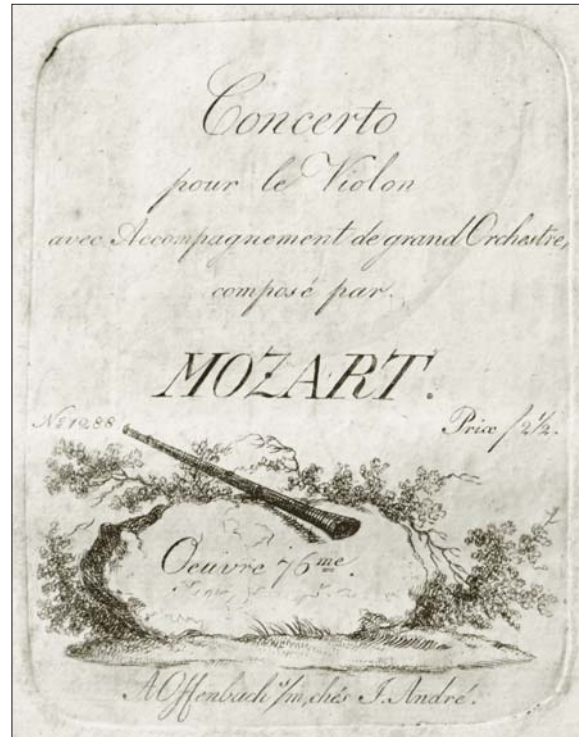 Concerto
pour le Violon
avec Accompagnement de grand Orchestre,
composé par
MOZART.
Nº 1288
Prix f 2½.
Oeuvre 76me.
A Offenbach s/m, chés J. André.